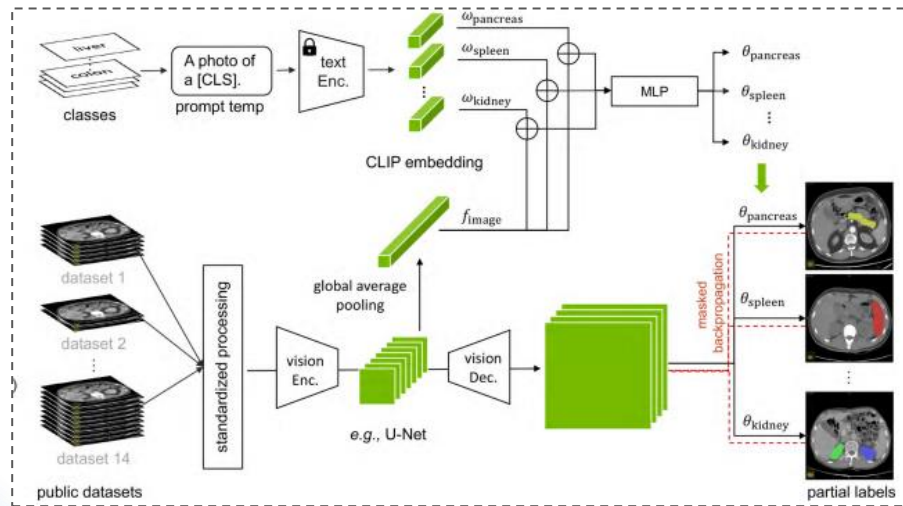 liver
colon
classes
A photo of
a [CLS].
prompt temp
text
Enc.
ω_pancreas
ω_spleen
⋮
ω_kidney
CLIP embedding
MLP
θ_pancreas
θ_spleen
⋮
θ_kidney
f_image
global average
pooling
dataset 1
dataset 2
⋮
dataset 14
public datasets
standardized processing
vision
Enc.
e.g., U-Net
vision
Dec.
masked
backpropagation
θ_pancreas
θ_spleen
⋮
θ_kidney
partial labels